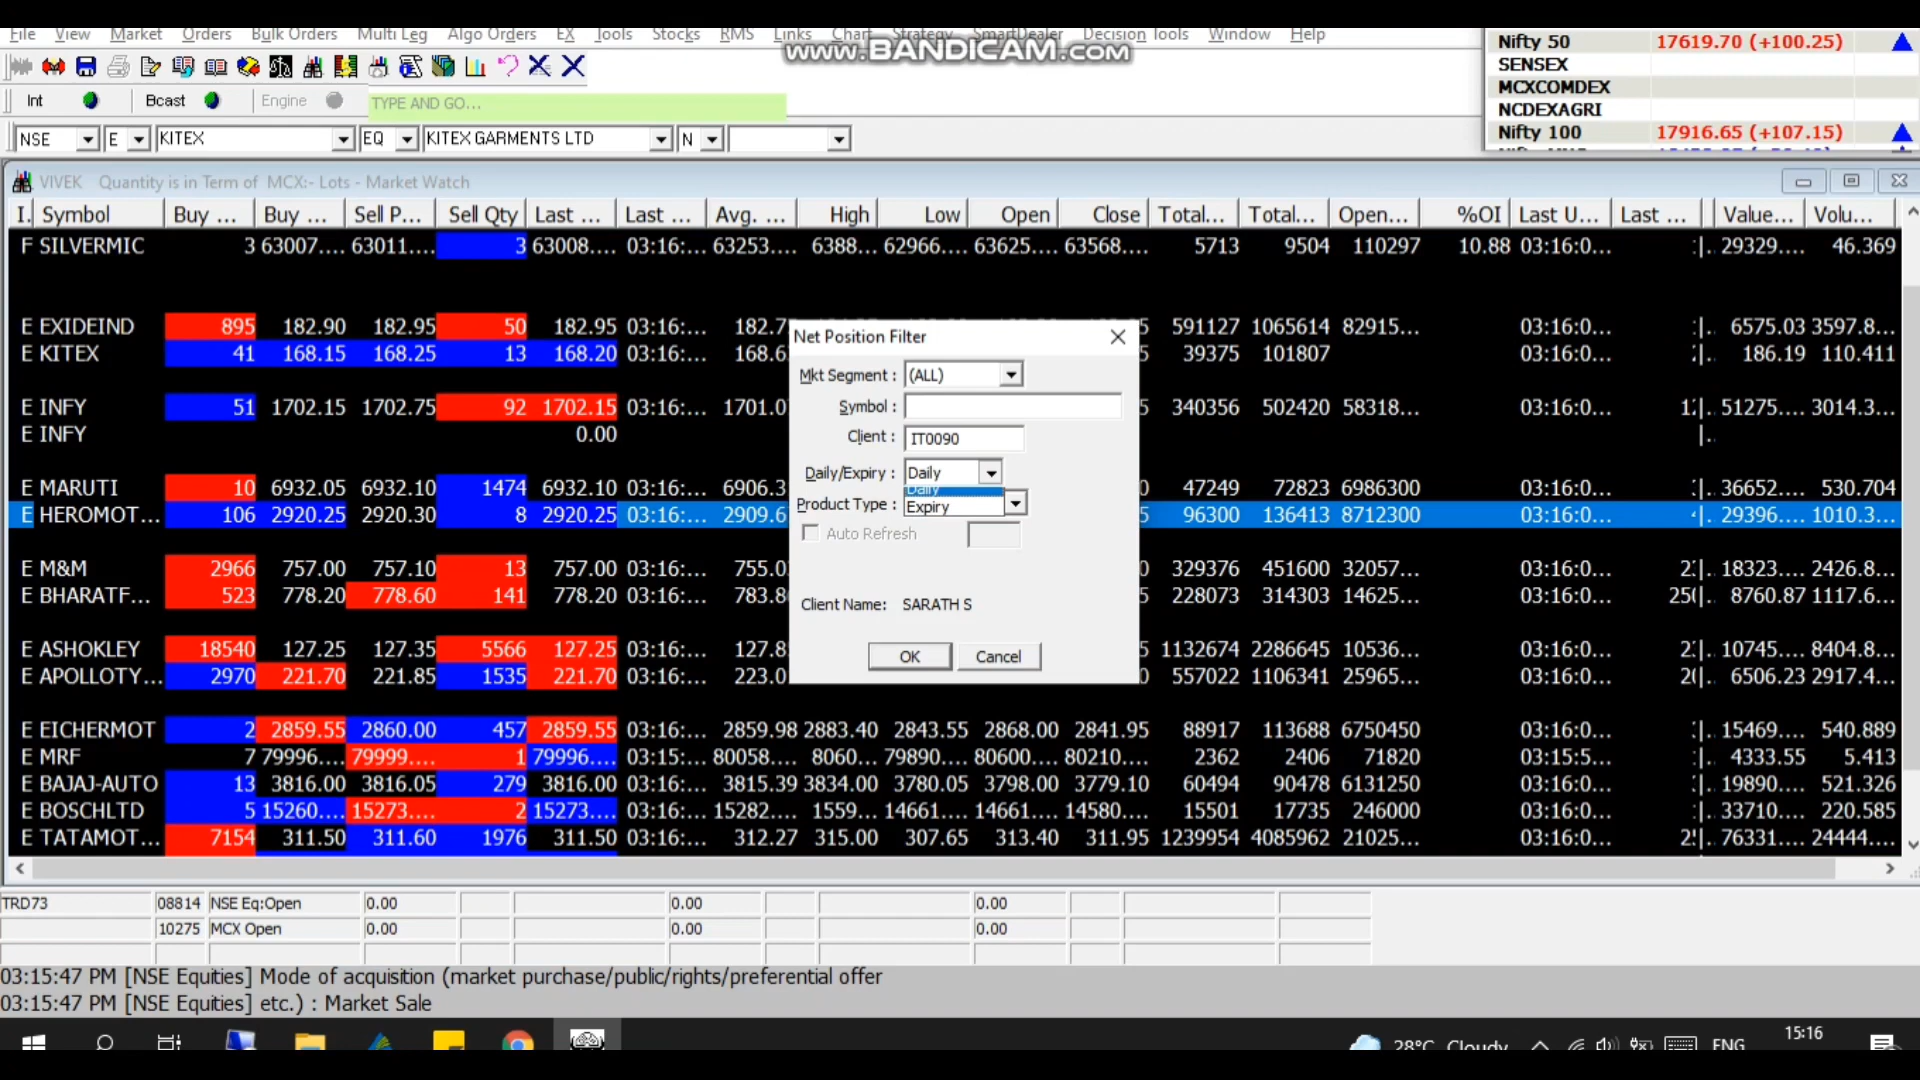 File View Market Orders Bulk Orders Multi Leg Algo Orders EX Tools Stocks RMS Links Chart Strategy SmartDealer Decision Tools Window Help
www.BANDICAM.com
Nifty 50 17619.70 (+100.25)
SENSEX
MCXCOMDEX
NCDEXAGRI
Nifty 100 17916.65 (+107.15)
Int Bcast Engine TYPE AND GO...
NSE E KITEX EQ KITEX GARMENTS LTD N
VIVEK Quantity is in Term of MCX:- Lots - Market Watch
I. Symbol Buy ... Buy ... Sell P... Sell Qty Last ... Last ... Avg. ... High Low Open Close Total... Total... Open... %OI Last U... Last ... Value... Volu...
F SILVERMIC 3 63007.... 63011.... 3 63008.... 03:16:... 63253.... 6388... 62966.... 63625.... 63568.... 5713 9504 110297 10.88 03:16:0... 29329.... 46.369
E EXIDEIND 895 182.90 182.95 50 182.95 03:16:... 182.7 591127 1065614 82915... 03:16:0... 6575.03 3597.8...
E KITEX 41 168.15 168.25 13 168.20 03:16:... 168.6 39375 101807 03:16:0... 186.19 110.411
E INFY 51 1702.15 1702.75 92 1702.15 03:16:... 1701.0 340356 502420 58318... 03:16:0... 51275.... 3014.3...
E INFY 0.00
E MARUTI 10 6932.05 6932.10 1474 6932.10 03:16:... 6906.3 47249 72823 6986300 03:16:0... 36652.... 530.704
E HEROMOT... 106 2920.25 2920.30 8 2920.25 03:16:... 2909.6 96300 136413 8712300 03:16:0... 29396.... 1010.3...
E M&M 2966 757.00 757.10 13 757.00 03:16:... 755.0 329376 451600 32057... 03:16:0... 18323.... 2426.8...
E BHARATF... 523 778.20 778.60 141 778.20 03:16:... 783.8 228073 314303 14625... 03:16:0... 8760.87 1117.6...
E ASHOKLEY 18540 127.25 127.35 5566 127.25 03:16:... 127.8 1132674 2286645 10536... 03:16:0... 10745.... 8404.8...
E APOLLOTY... 2970 221.70 221.85 1535 221.70 03:16:... 223.0 557022 1106341 25965... 03:16:0... 6506.23 2917.4...
E EICHERMOT 2 2859.55 2860.00 457 2859.55 03:16:... 2859.98 2883.40 2843.55 2868.00 2841.95 88917 113688 6750450 03:16:0... 15469.... 540.889
E MRF 7 79996.... 79999.... 1 79996.... 03:15:... 80058.... 8060... 79890.... 80600.... 80210.... 2362 2406 71820 03:15:5... 4333.55 5.413
E BAJAJ-AUTO 13 3816.00 3816.05 279 3816.00 03:16:... 3815.39 3834.00 3780.05 3798.00 3779.10 60494 90478 6131250 03:16:0... 19890.... 521.326
E BOSCHLTD 5 15260.... 15273.... 2 15273.... 03:16:... 15282.... 1559... 14661.... 14661.... 14580.... 15501 17735 246000 03:16:0... 33710.... 220.585
E TATAMOT... 7154 311.50 311.60 1976 311.50 03:16:... 312.27 315.00 307.65 313.40 311.95 1239954 4085962 21025... 03:16:0... 76331.... 24444....
Net Position Filter
Mkt Segment : (ALL)
Symbol :
Client : IT0090
Daily/Expiry : Daily
Daily
Product Type : Expiry
Auto Refresh
Client Name: SARATH S
OK Cancel
TRD73 08814 NSE Eq:Open 0.00 0.00 0.00
10275 MCX Open 0.00 0.00 0.00
03:15:47 PM [NSE Equities] Mode of acquisition (market purchase/public/rights/preferential offer
03:15:47 PM [NSE Equities] etc.) : Market Sale
28°C Cloudy ENG 15:16